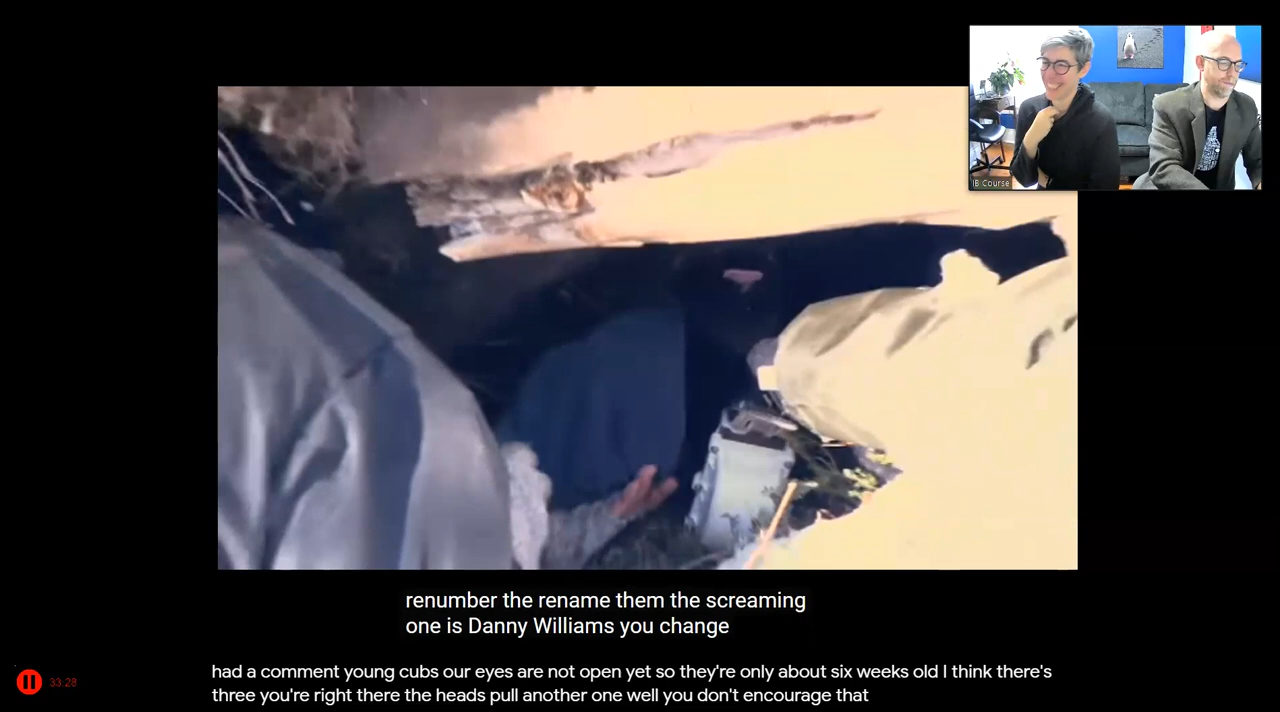 IB Course
renumber the rename them the screaming
one is Danny Williams you change
33:28
had a comment young cubs our eyes are not open yet so they're only about six weeks old I think there's
three you're right there the heads pull another one well you don't encourage that